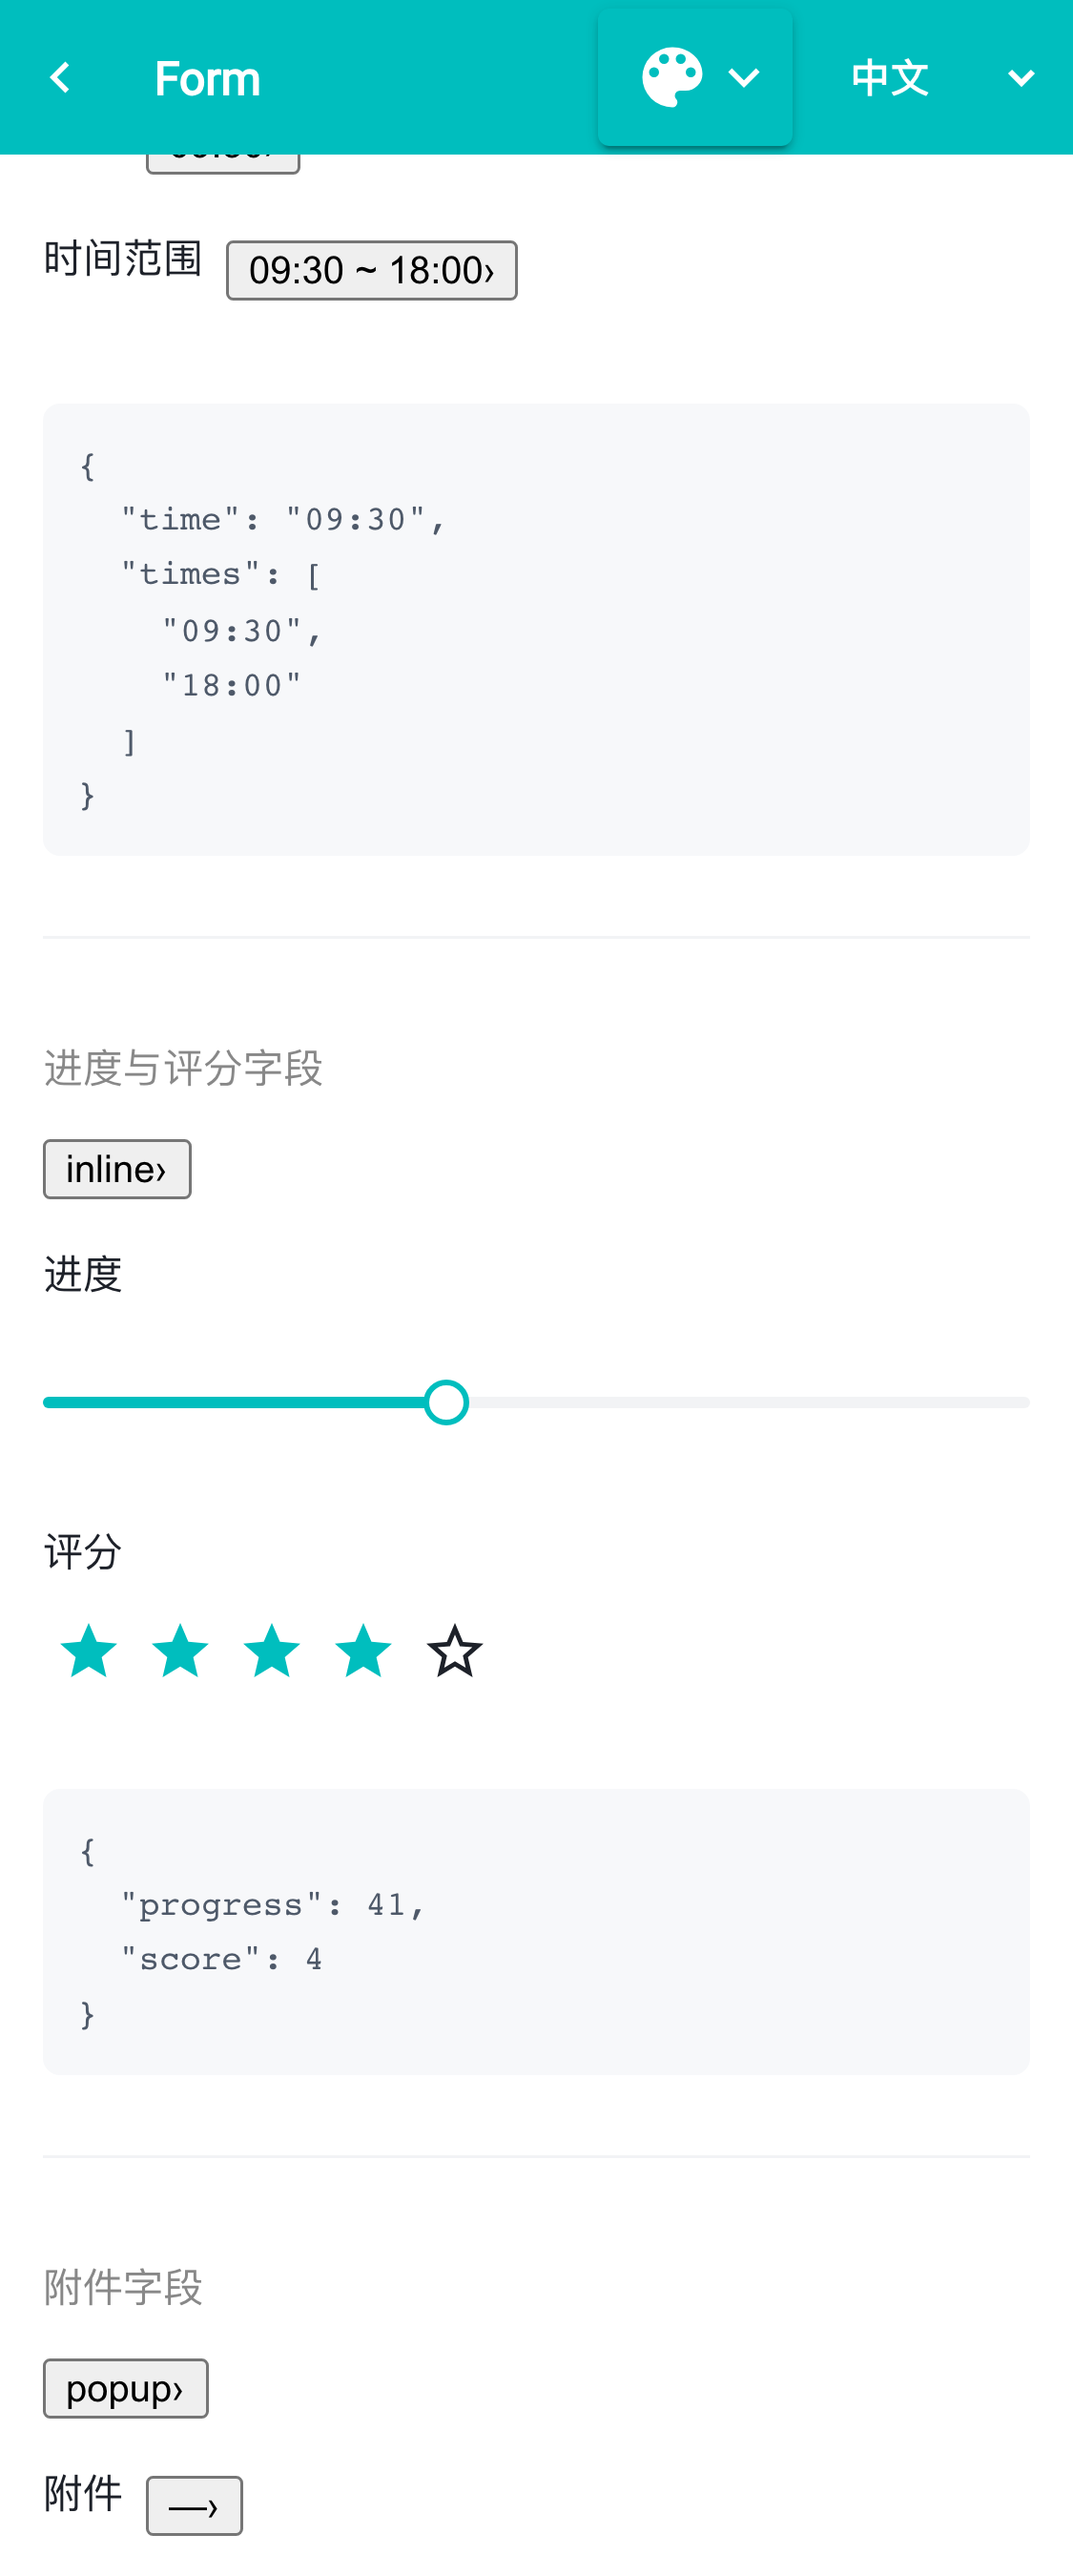 Form
中文
时间范围 09:30 ~ 18:00›
{
"time": "09:30",
"times": [
"09:30",
"18:00"
]
}
进度与评分字段
inline›
进度
评分
{
"progress": 41,
"score": 4
}
附件字段
popup›
附件 —›